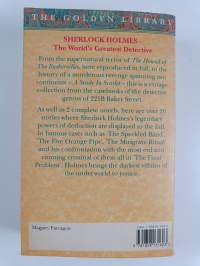 THE GOLDEN LIBRARY
SHERLOCK HOLMES –
The World's Greatest Detective
From the supernatural terror of The Hound of
The Baskervilles, here reproduced in full, to the
history of a murderous revenge spanning two
continents – A Study In Scarlet – this is a vintage
collection from the casebooks of the detective
genius of 221B Baker Street.
As well as 2 complete novels, here are over 20
stories where Sherlock Holmes's legendary
powers of deduction are displayed to the full.
In famous cases such as 'The Speckled Band',
'The Five Orange Pips', 'The Musgrave Ritual'
and his confrontation with the most evil and
cunning criminal of them all in 'The Final
Problem', Holmes brings the darkest villains of
the underworld to justice.
Magpie, Parragon